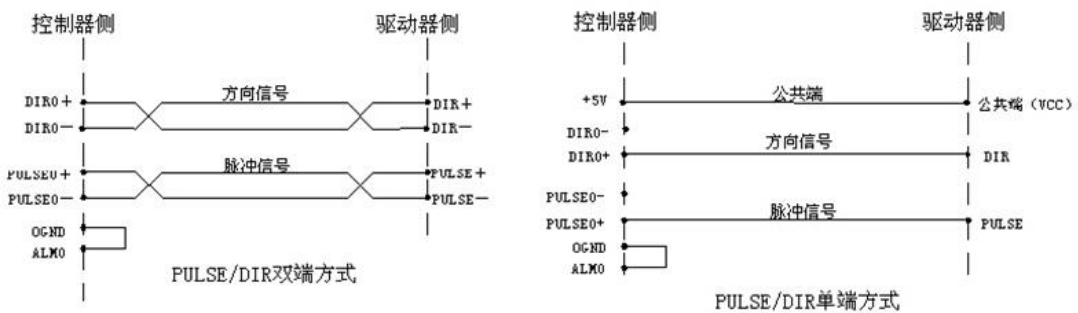 控制器侧 驱动器侧
DIR0+ 方向信号 DIR+
DIR0- DIR-
PULSE0+ 脉冲信号 PULSE+
PULSE0- PULSE-
OGND
ALM0
PULSE/DIR双端方式
控制器侧 驱动器侧
+5V 公共端 公共端（VCC）
DIR0-
DIR0+ 方向信号 DIR
PULSE0-
PULSE0+ 脉冲信号 PULSE
OGND
ALM0
PULSE/DIR单端方式